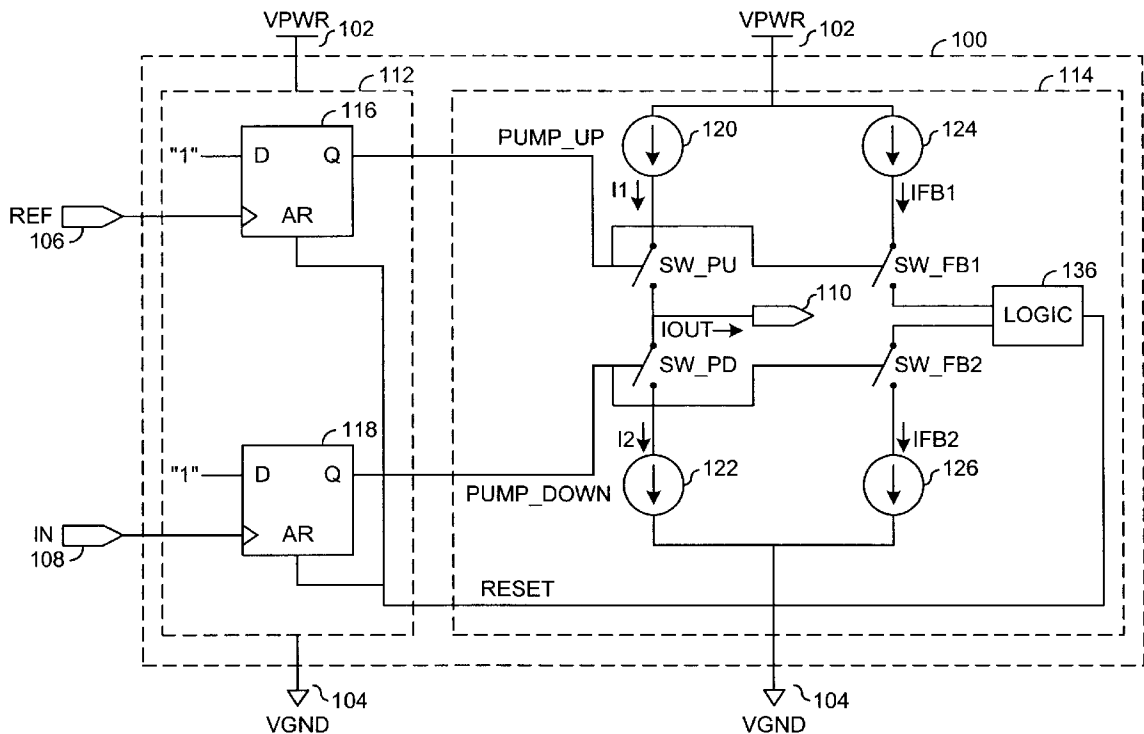 VPWR
102
VPWR
102
100
112
114
116
"1"
D
Q
AR
PUMP_UP
120
124
I1
IFB1
REF
106
SW_PU
SW_FB1
136
LOGIC
110
IOUT
SW_PD
SW_FB2
118
"1"
D
Q
AR
PUMP_DOWN
I2
IFB2
122
126
IN
108
RESET
104
VGND
104
VGND